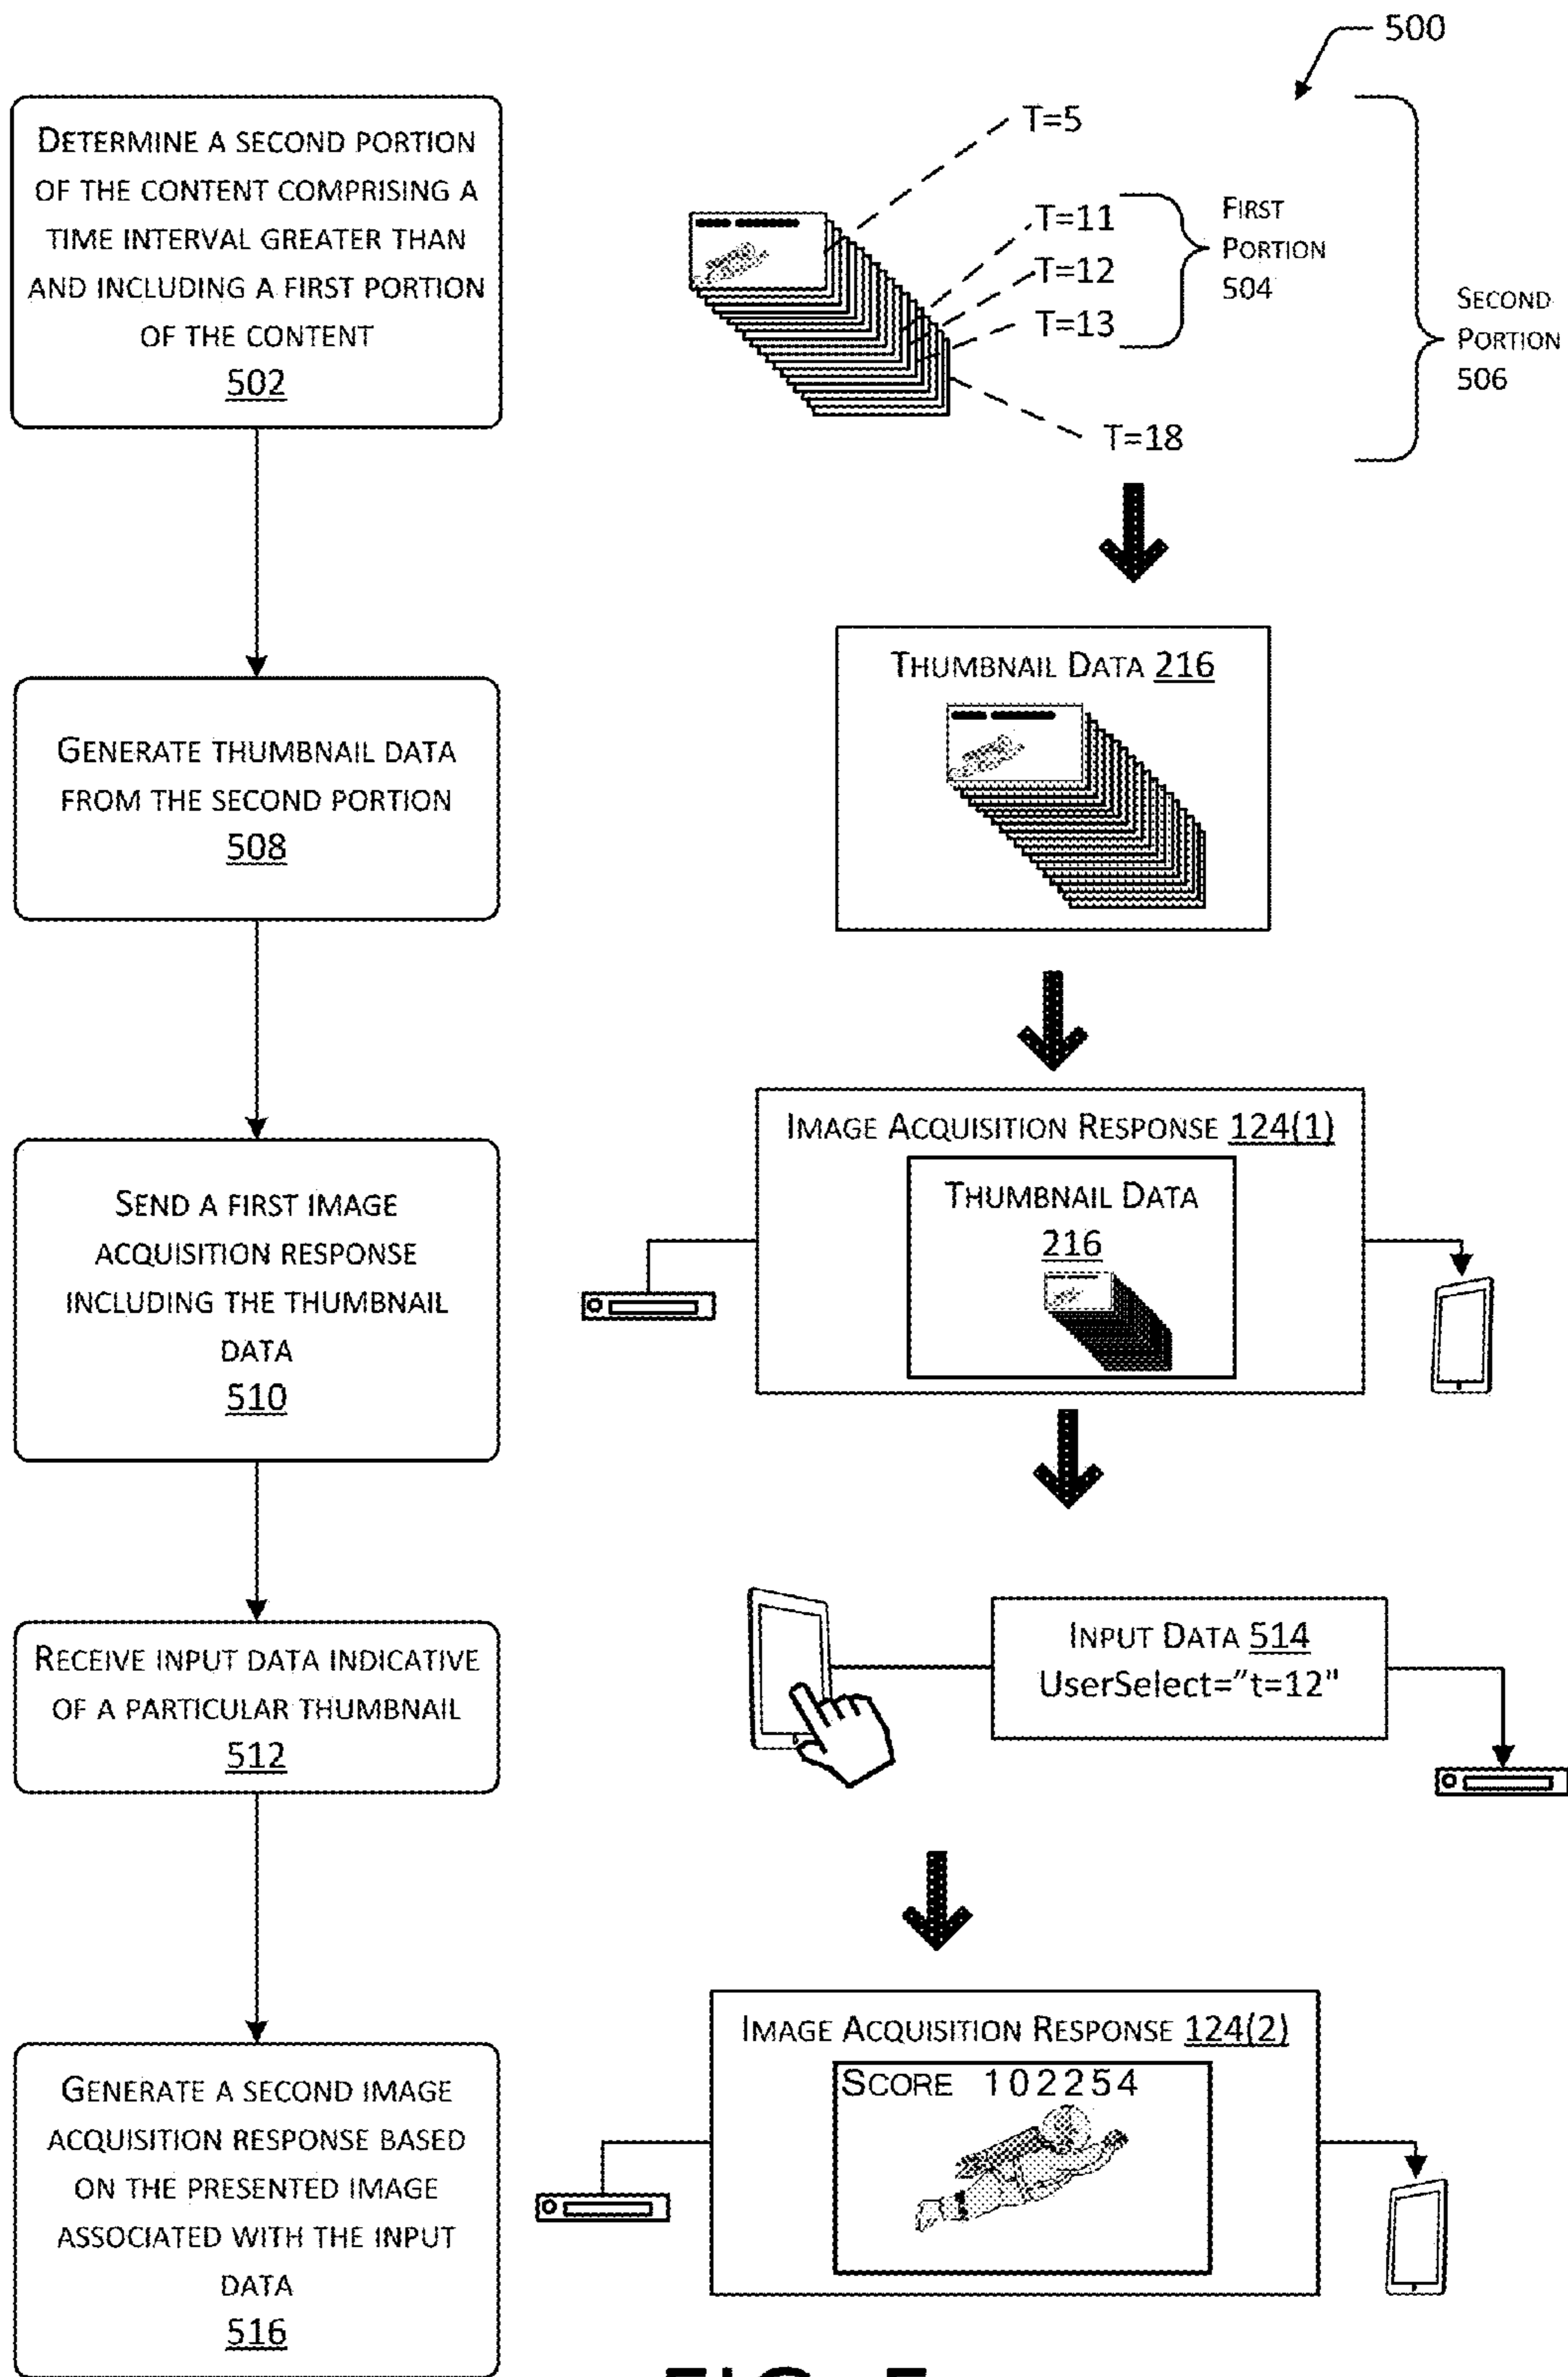 500
DETERMINE A SECOND PORTION
OF THE CONTENT COMPRISING A
TIME INTERVAL GREATER THAN
AND INCLUDING A FIRST PORTION
OF THE CONTENT
502
T=5
T=11
T=12
T=13
T=18
FIRST
PORTION
504
SECOND
PORTION
506
GENERATE THUMBNAIL DATA
FROM THE SECOND PORTION
508
THUMBNAIL DATA 216
SEND A FIRST IMAGE
ACQUISITION RESPONSE
INCLUDING THE THUMBNAIL
DATA
510
IMAGE ACQUISITION RESPONSE 124(1)
THUMBNAIL DATA
216
RECEIVE INPUT DATA INDICATIVE
OF A PARTICULAR THUMBNAIL
512
INPUT DATA 514
UserSelect="t=12"
GENERATE A SECOND IMAGE
ACQUISITION RESPONSE BASED
ON THE PRESENTED IMAGE
ASSOCIATED WITH THE INPUT
DATA
516
IMAGE ACQUISITION RESPONSE 124(2)
SCORE 102254